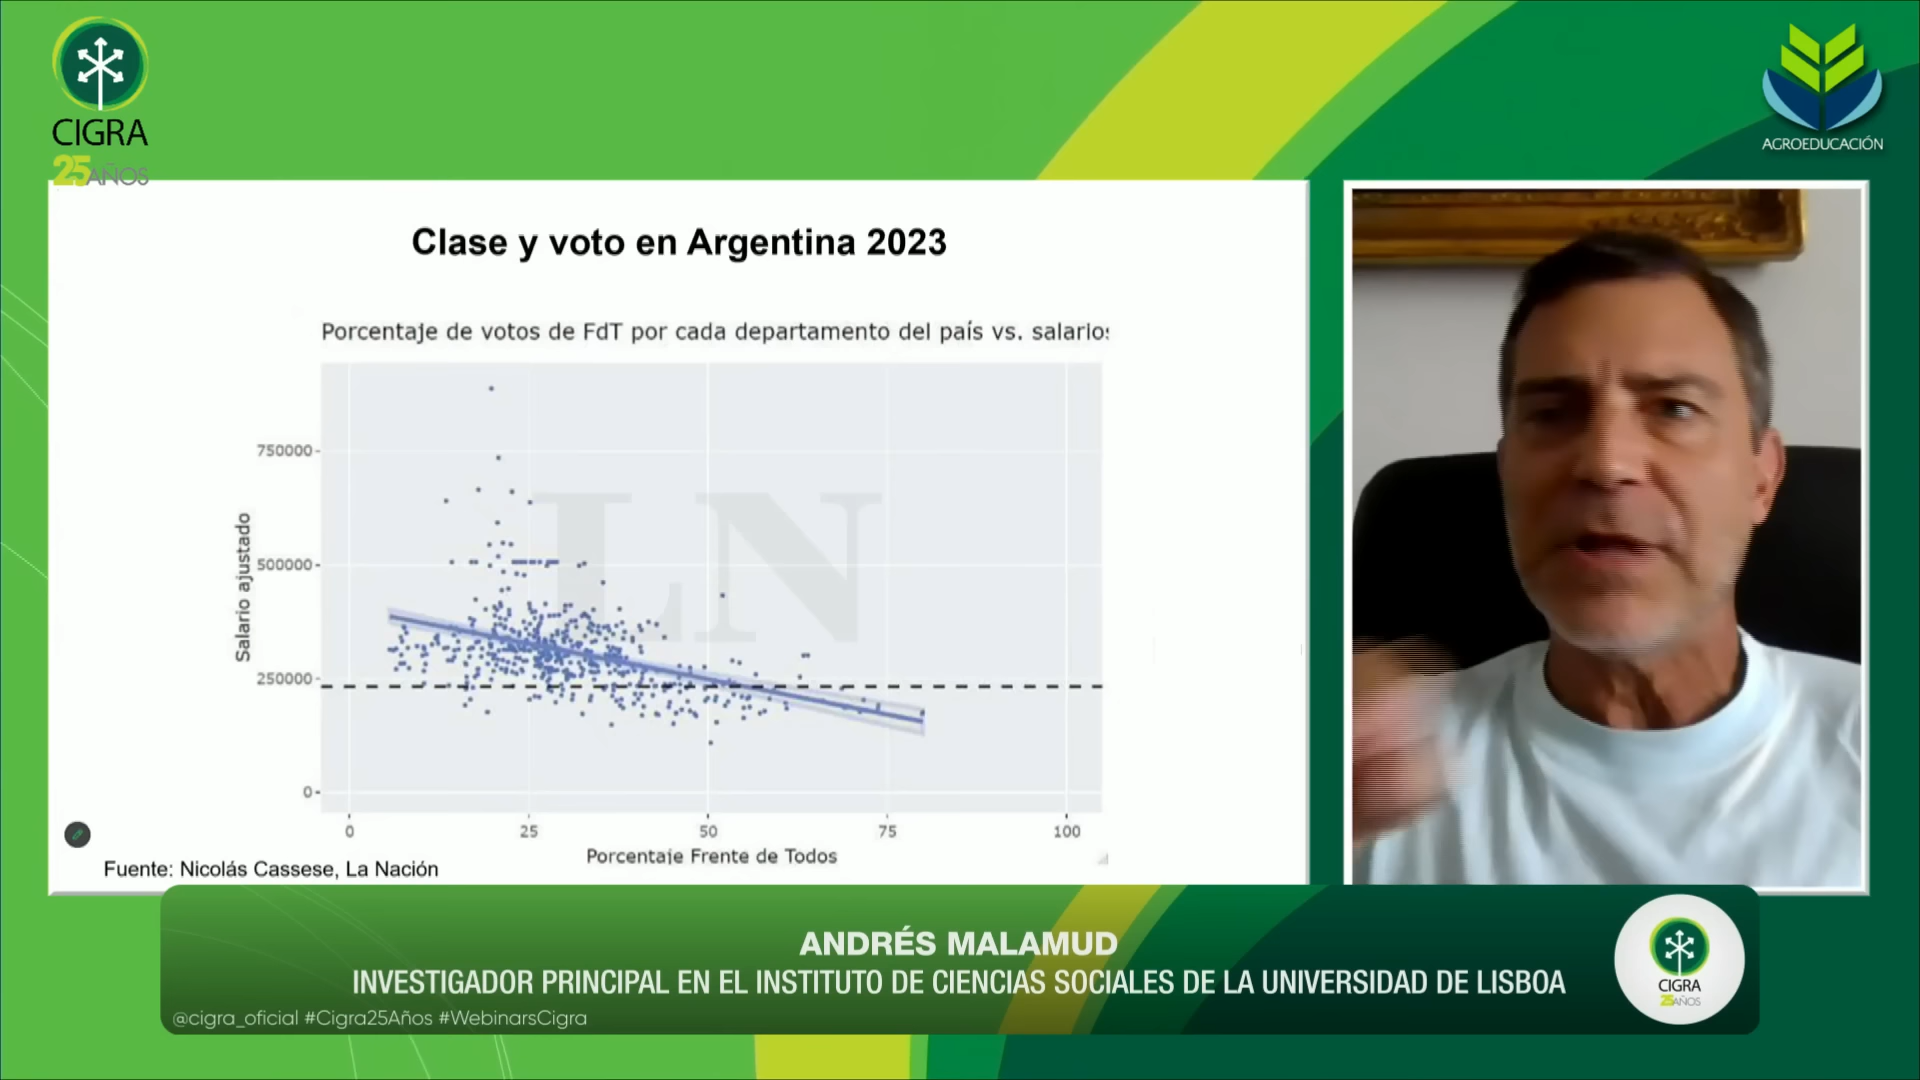 CIGRA
25AÑOS
AGROEDUCACIÓN
Clase y voto en Argentina 2023
Porcentaje de votos de FdT por cada departamento del país vs. salarios
LN
Salario ajustado
750000
500000
250000
0
0 25 50 75 100
Porcentaje Frente de Todos
Fuente: Nicolás Cassese, La Nación
ANDRÉS MALAMUD
INVESTIGADOR PRINCIPAL EN EL INSTITUTO DE CIENCIAS SOCIALES DE LA UNIVERSIDAD DE LISBOA
@cigra_oficial #Cigra25Años #WebinarsCigra
CIGRA
25AÑOS